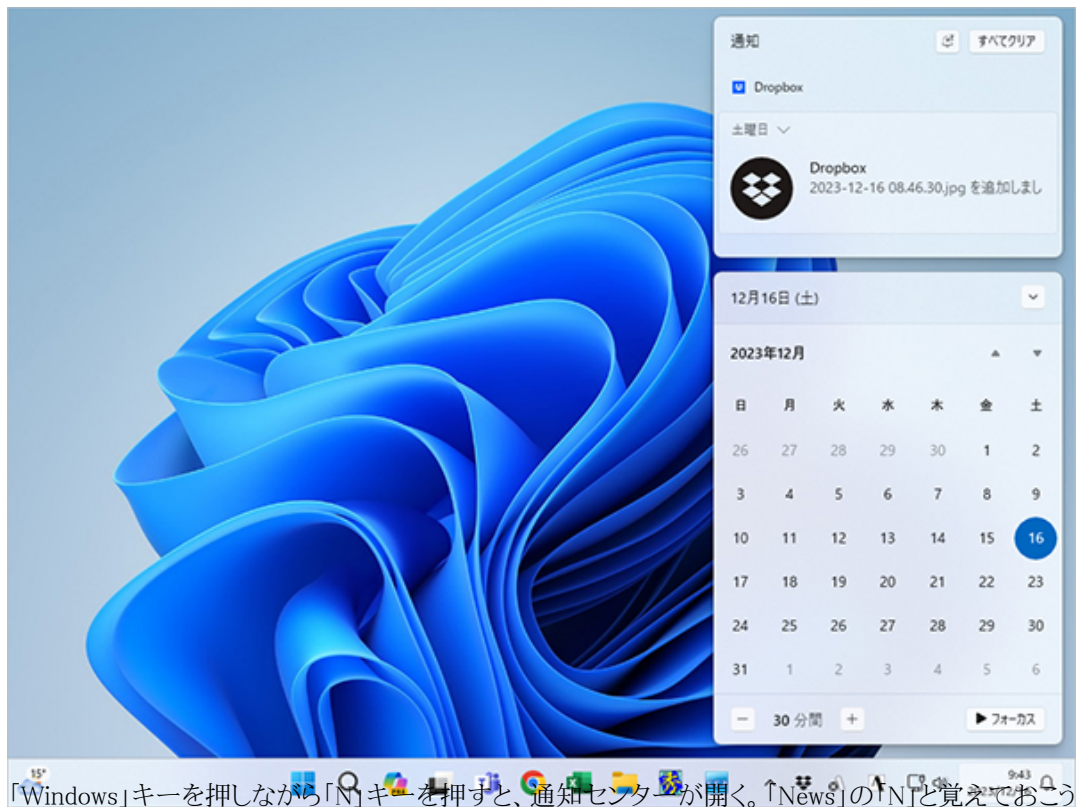 通知
すべてクリア
Dropbox
土曜日
Dropbox
2023-12-16 08.46.30.jpg を追加しまし
12月16日 (土)
2023年12月
日 月 火 水 木 金 土
26 27 28 29 30 1 2
3 4 5 6 7 8 9
10 11 12 13 14 15 16
17 18 19 20 21 22 23
24 25 26 27 28 29 30
31 1 2 3 4 5 6
30 分間
フォーカス
15°
9:43
2023/12/16
「Windows」キーを押しながら「N」キーを押すと、通知センターが開く。「News」の「N」と覚えておこう